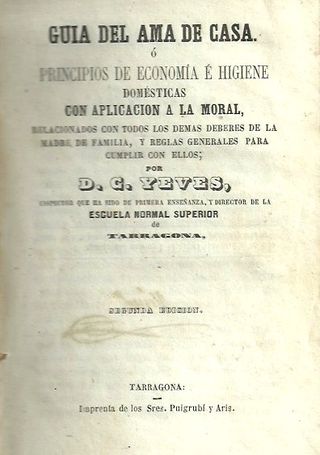 GUIA DEL AMA DE CASA.
ó
PRINCIPIOS DE ECONOMÍA É HIGIENE
DOMÉSTICAS
CON APLICACION A LA MORAL,
RELACIONADOS CON TODOS LOS DEMAS DEBERES DE LA
MADRE DE FAMILIA, Y REGLAS GENERALES PARA
CUMPLIR CON ELLOS;
POR
D. C. YEVES,
INSPECTOR QUE HA SIDO DE PRIMERA ENSEÑANZA, Y DIRECTOR DE LA
ESCUELA NORMAL SUPERIOR
de
TARRAGONA.
SEGUNDA EDICION.
TARRAGONA:
Imprenta de los Sres. Puigrubí y Aris.